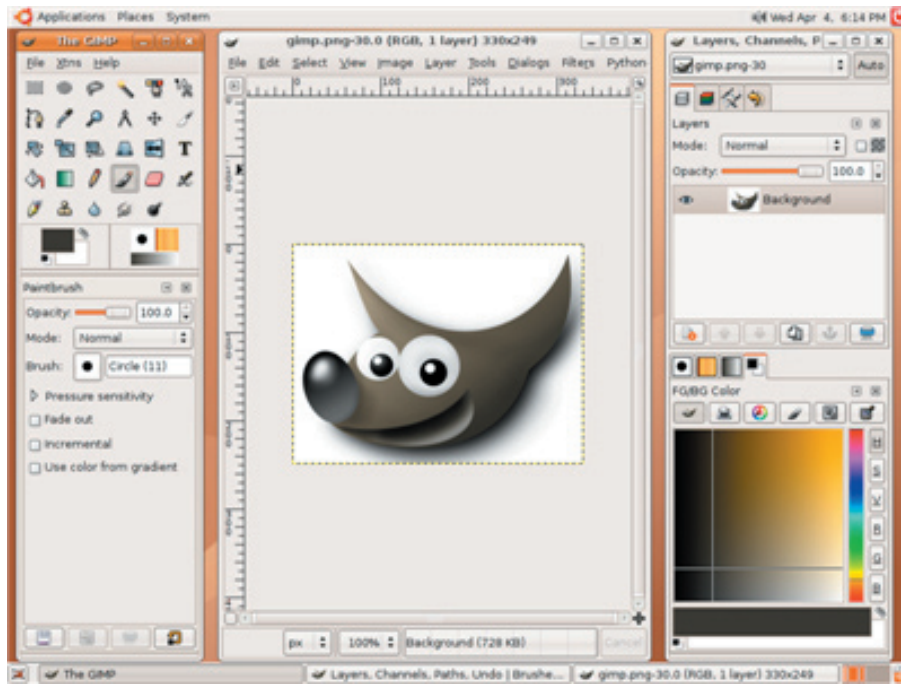 Applications Places System
Wed Apr 4, 6:14 PM
The GIMP
File Xtns Help
Paintbrush
Opacity: 100.0
Mode: Normal
Brush: Circle (11)
Pressure sensitivity
Fade out
Incremental
Use color from gradient
gimp.png-30.0 (RGB, 1 layer) 330x249
File Edit Select View Image Layer Tools Dialogs Filters Python
0 100 200 300
px 100% Background (728 KB) Cancel
Layers, Channels, P
gimp.png-30 Auto
Layers
Mode: Normal
Opacity: 100.0
Background
FG/BG Color
H
S
V
R
G
B
The GIMP
Layers, Channels, Paths, Undo | Brushe...
gimp.png-30.0 (RGB, 1 layer) 330x249